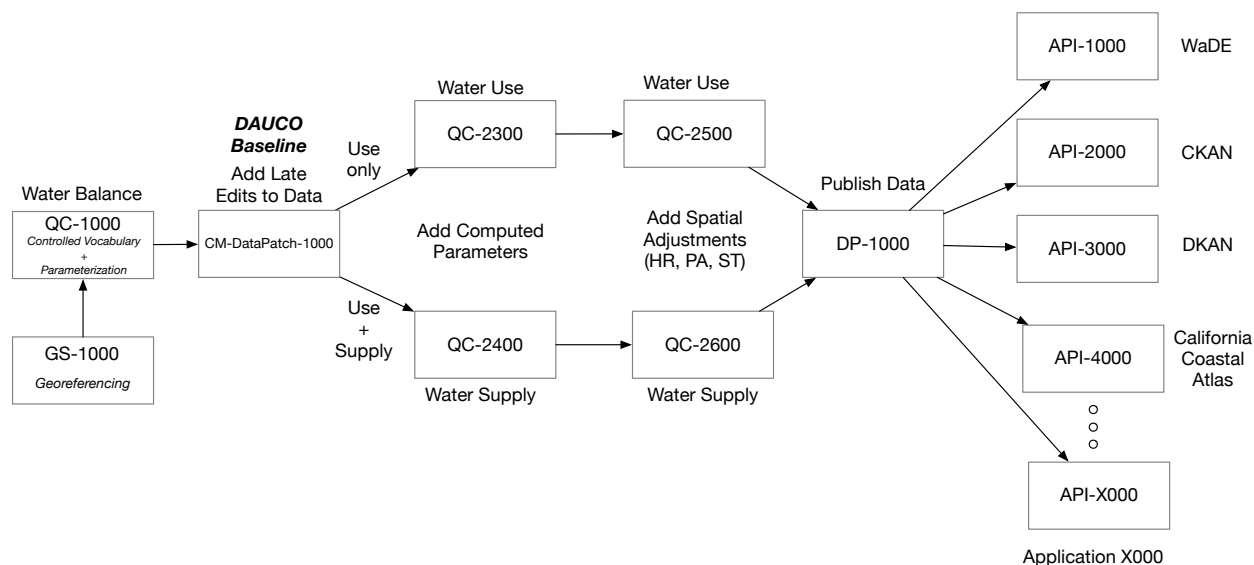 Water Balance
QC-1000
Controlled Vocabulary
+
Parameterization
GS-1000
Georeferencing
DAUCO
Baseline
Add Late
Edits to Data
CM-DataPatch-1000
Use
only
Use
+
Supply
Water Use
QC-2300
Add Computed
Parameters
QC-2400
Water Supply
Water Use
QC-2500
Add Spatial
Adjustments
(HR, PA, ST)
QC-2600
Water Supply
Publish Data
DP-1000
API-1000
WaDE
API-2000
CKAN
API-3000
DKAN
API-4000
California
Coastal
Atlas
API-X000
Application X000